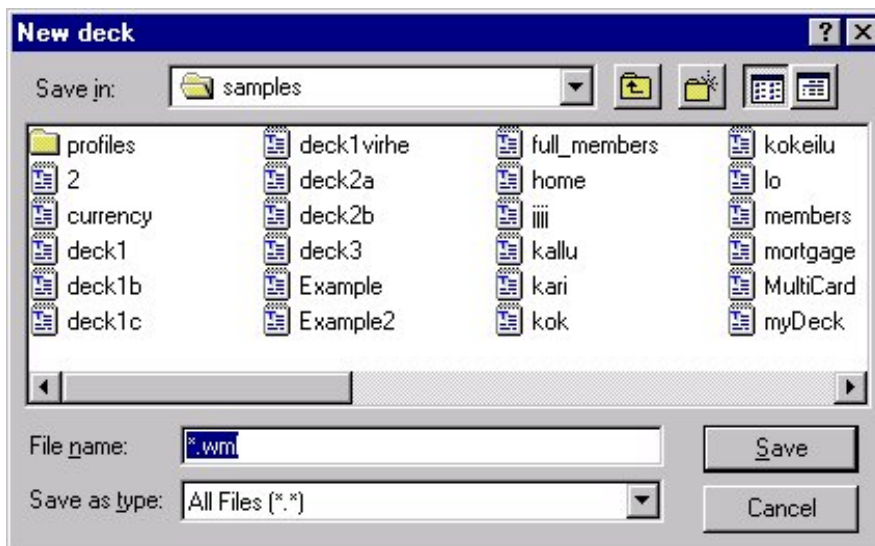 New deck
Save in: samples
profiles deck1virhe full_members kokeilu
2 deck2a home lo
currency deck2b iiii members
deck1 deck3 kallu mortgage
deck1b Example kari MultiCard
deck1c Example2 kok myDeck
File name: *.wml Save
Save as type: All Files (*.*) Cancel